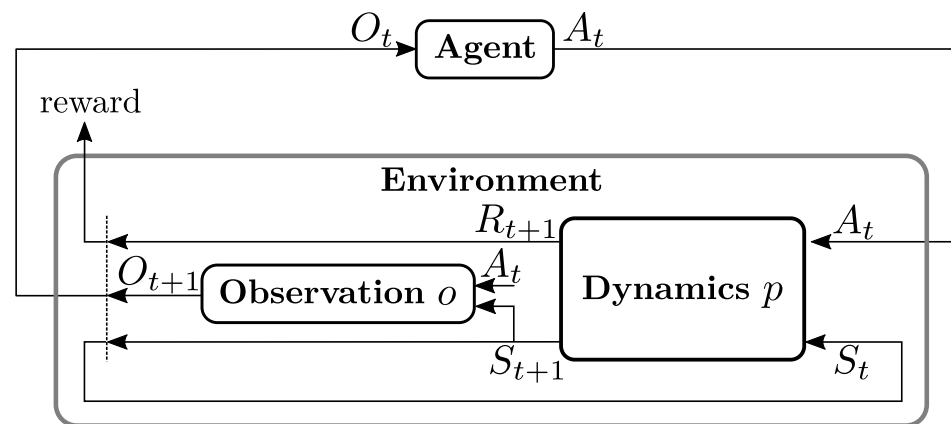 O_t Agent A_t
reward
Environment
R_{t+1} A_t
O_{t+1} A_t
Observation o Dynamics p
S_{t+1} S_t